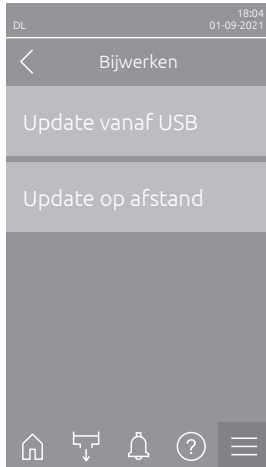 18:04
DL
01-09-2021
Bijwerken
Update vanaf USB
Update op afstand
?